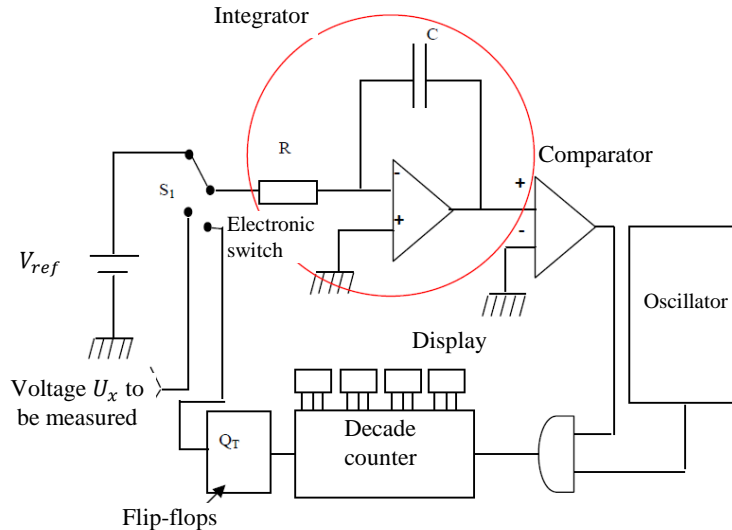 Integrator
C
R
Comparator
S1
+
-
+
-
Electronic
switch
Vref
Oscillator
Display
Voltage Ux to
be measured
QT
Decade
counter
Flip-flops